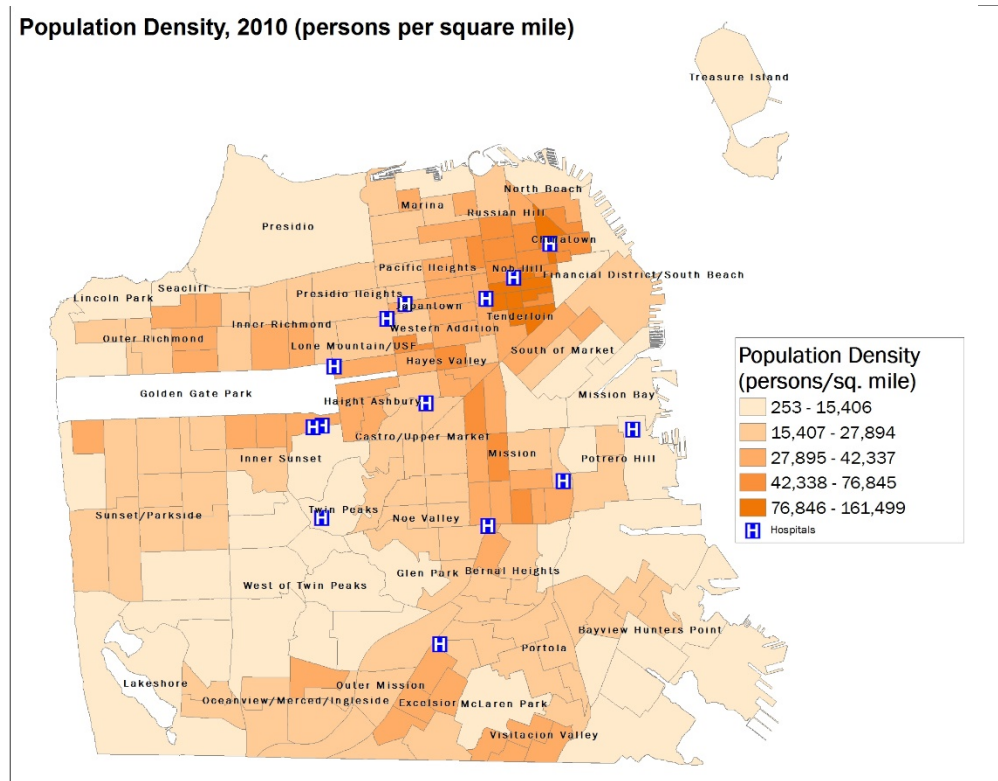 Population Density, 2010 (persons per square mile)
Treasure Island
North Beach
Marina
Russian Hill
Presidio
Chinatown
Pacific Heights
Nob Hill
Financial District/South Beach
Seacliff
Lincoln Park
Presidio Heights
Japantown
Tenderloin
Inner Richmond
Western Addition
Outer Richmond
Lone Mountain/USF
South of Market
Hayes Valley
Golden Gate Park
Haight Ashbury
Mission Bay
Castro/Upper Market
Mission
Inner Sunset
Potrero Hill
Twin Peaks
Sunset/Parkside
Noe Valley
Glen Park
Bernal Heights
West of Twin Peaks
Bayview Hunters Point
Portola
Lakeshore
Outer Mission
Oceanview/Merced/Ingleside
Excelsior
McLaren Park
Visitacion Valley
Population Density
(persons/sq. mile)
253 - 15,406
15,407 - 27,894
27,895 - 42,337
42,338 - 76,845
76,846 - 161,499
H Hospitals
H
H
H
H
H
H
H
H
H
H
H
H
H
H